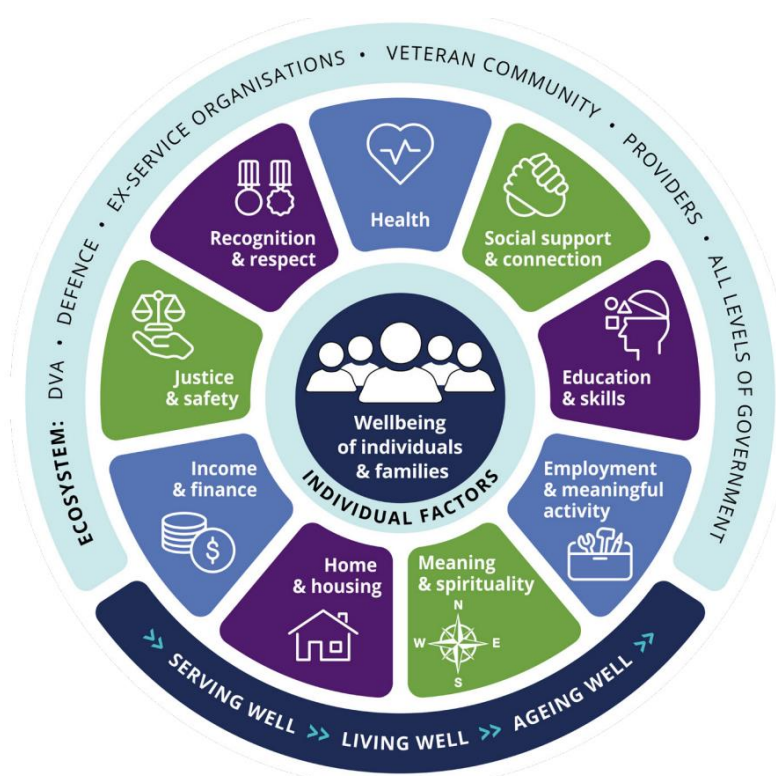 ECOSYSTEM: DVA • DEFENCE • EX-SERVICE ORGANISATIONS • VETERAN COMMUNITY • PROVIDERS • ALL LEVELS OF GOVERNMENT
Health
Social support
& connection
Education
& skills
Employment
& meaningful
activity
Meaning
& spirituality
N
W
E
S
Home
& housing
Income
& finance
$
Justice
& safety
Recognition
& respect
Wellbeing
of individuals
& families
INDIVIDUAL FACTORS
>> SERVING WELL >> LIVING WELL >> AGEING WELL >>